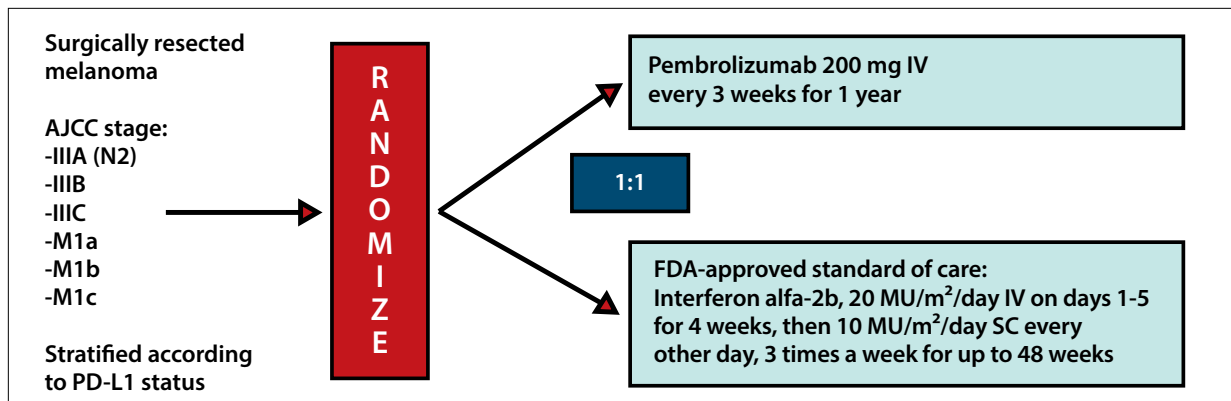 Surgically resected
melanoma
AJCC stage:
-IIIA (N2)
-IIIB
-IIIC
-M1a
-M1b
-M1c
Stratified according
to PD-L1 status
RANDOMIZE
Pembrolizumab 200 mg IV
every 3 weeks for 1 year
1:1
FDA-approved standard of care:
Interferon alfa-2b, 20 MU/m²/day IV on days 1-5
for 4 weeks, then 10 MU/m²/day SC every
other day, 3 times a week for up to 48 weeks